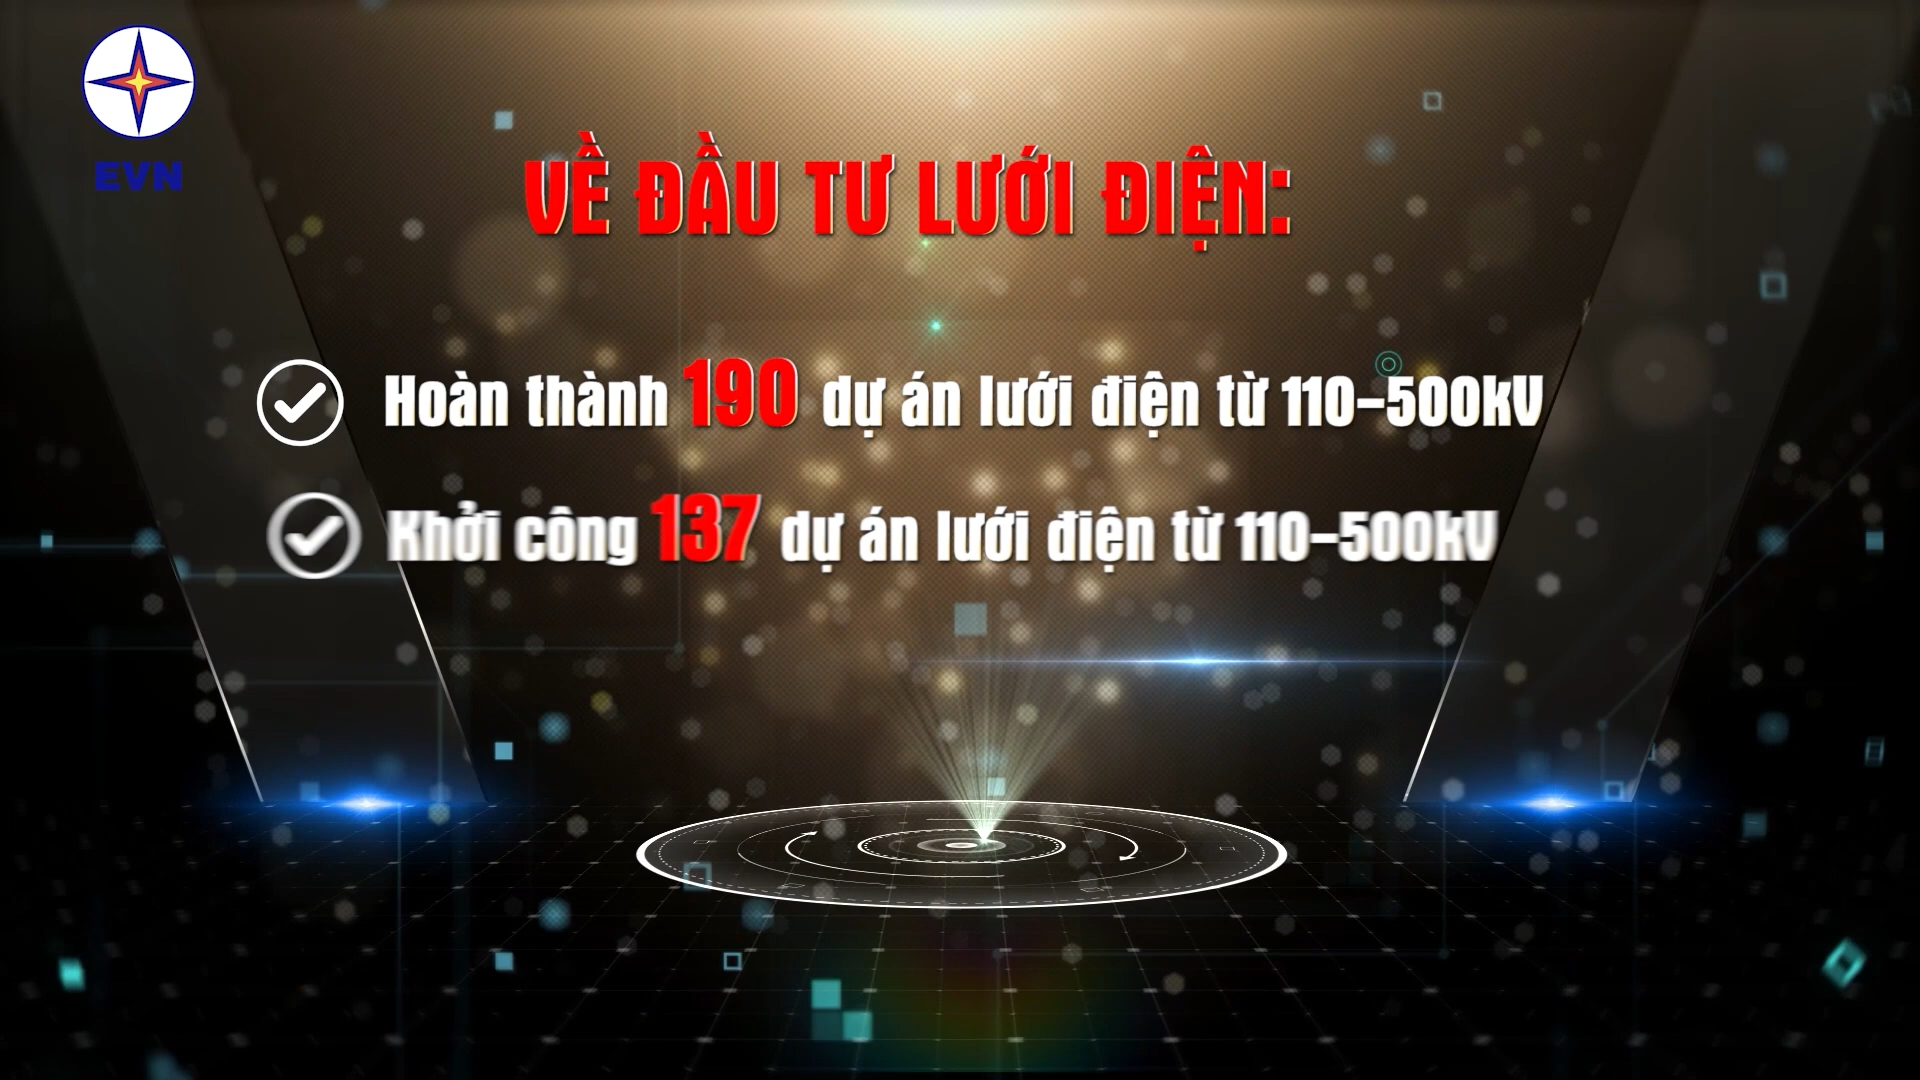 EVN
VỀ ĐẦU TƯ LƯỚI ĐIỆN:
Hoàn thành 190 dự án lưới điện từ 110-500kV
Khởi công 137 dự án lưới điện từ 110-500kV